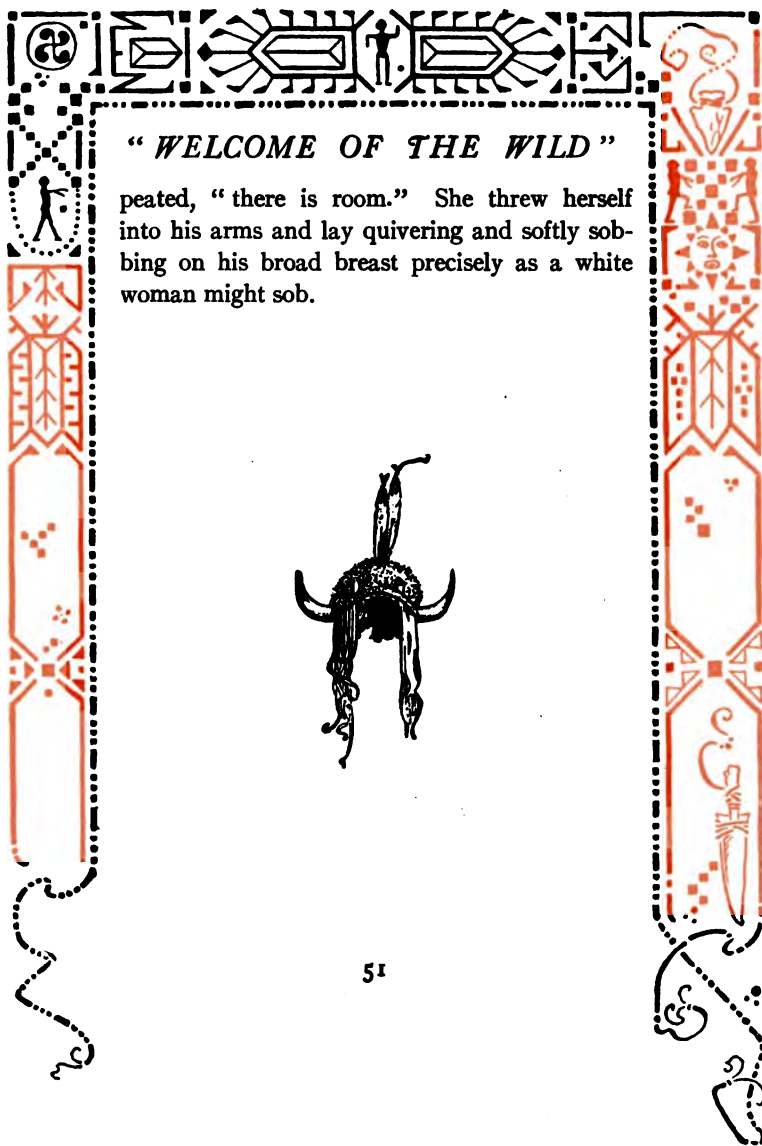 “ WELCOME OF THE WILD ”
peated, “ there is room.” She threw herself
into his arms and lay quivering and softly sob-
bing on his broad breast precisely as a white
woman might sob.
51